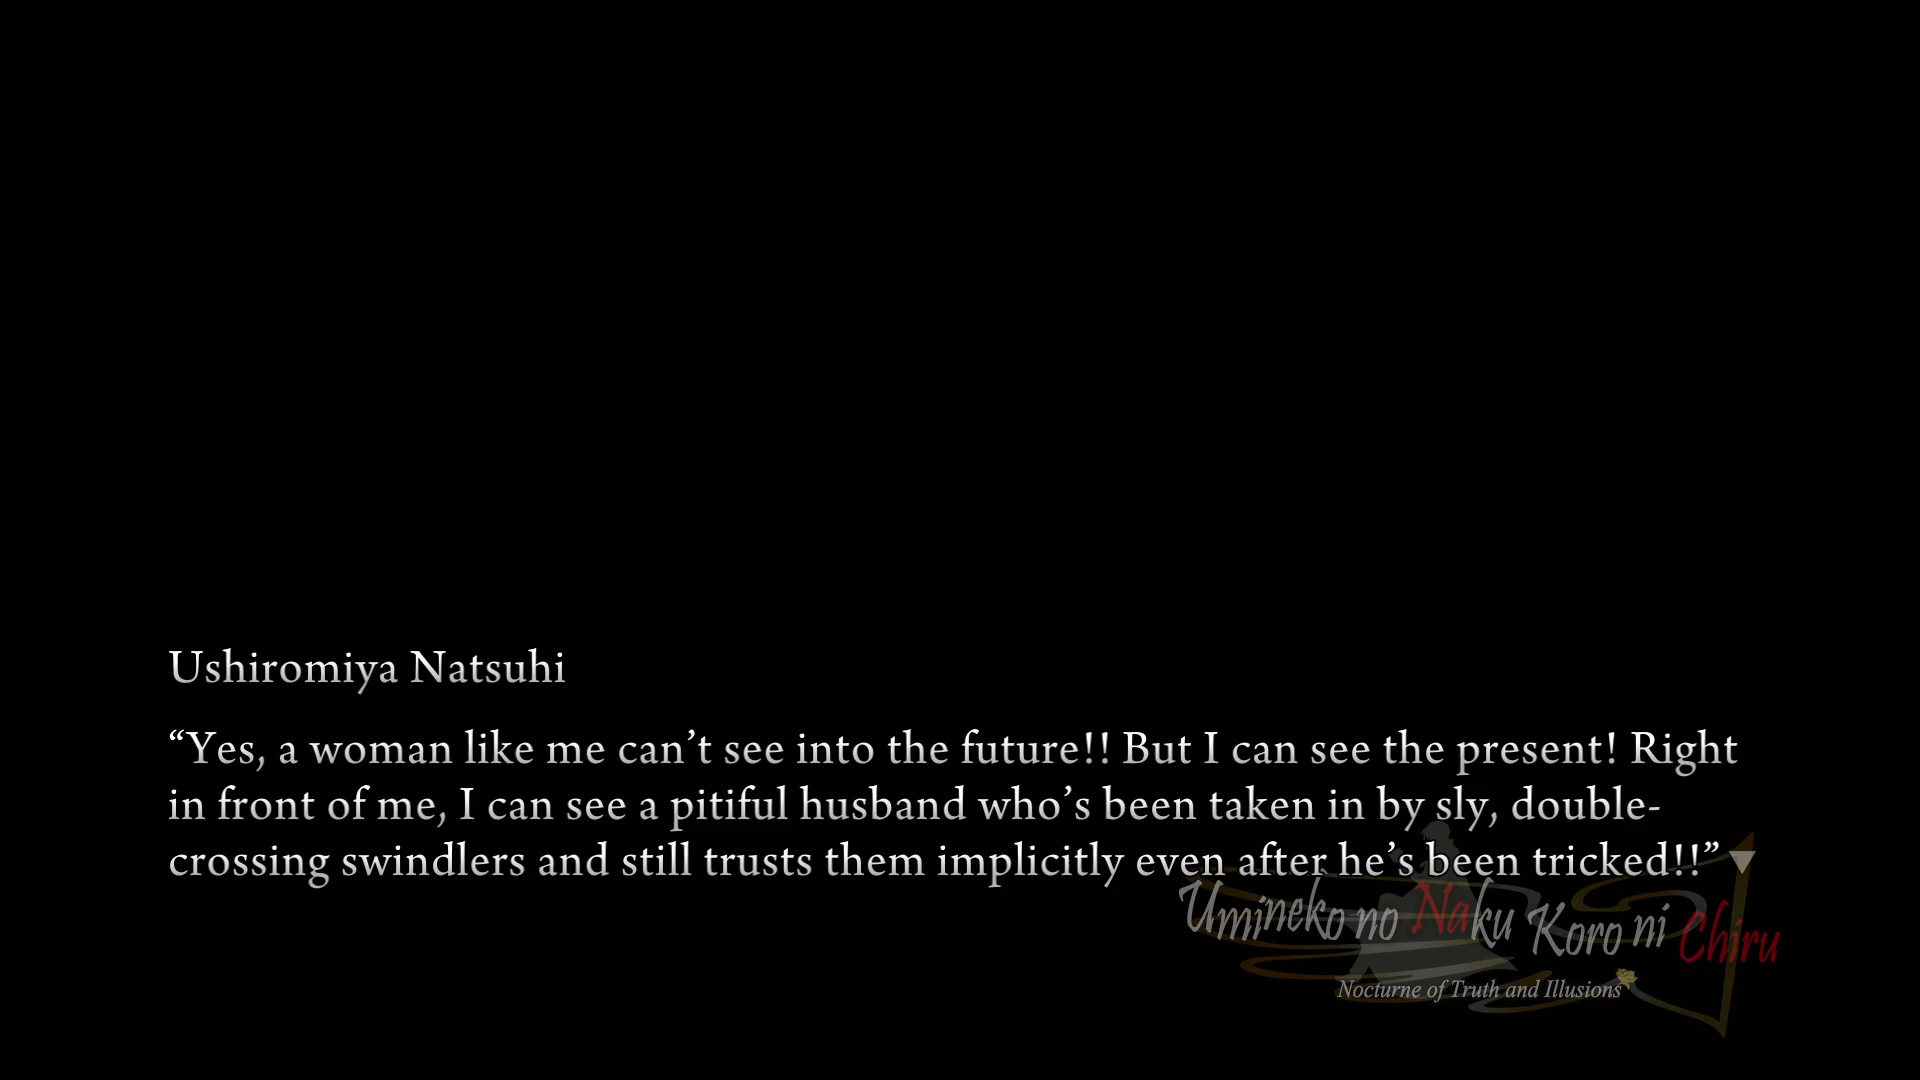 Ushiromiya Natsuhi
“Yes, a woman like me can’t see into the future!! But I can see the present! Right
in front of me, I can see a pitiful husband who’s been taken in by sly, double-
crossing swindlers and still trusts them implicitly even after he’s been tricked!!”
Umineko no Naku Koro ni Chiru
Nocturne of Truth and Illusions